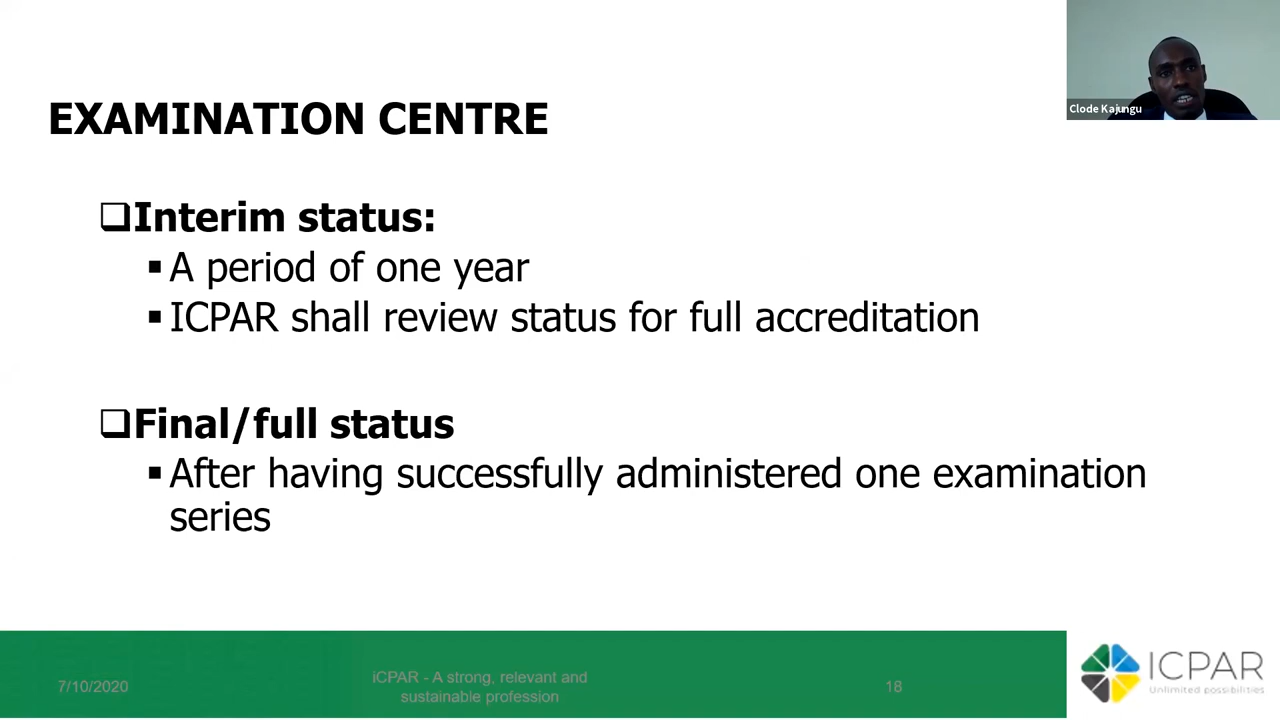 Clode Kajungu
EXAMINATION CENTRE
Interim status:
A period of one year
ICPAR shall review status for full accreditation
Final/full status
After having successfully administered one examination
series
7/10/2020
iCPAR - A strong, relevant and
sustainable profession
18
ICPAR
Unlimited possibilities